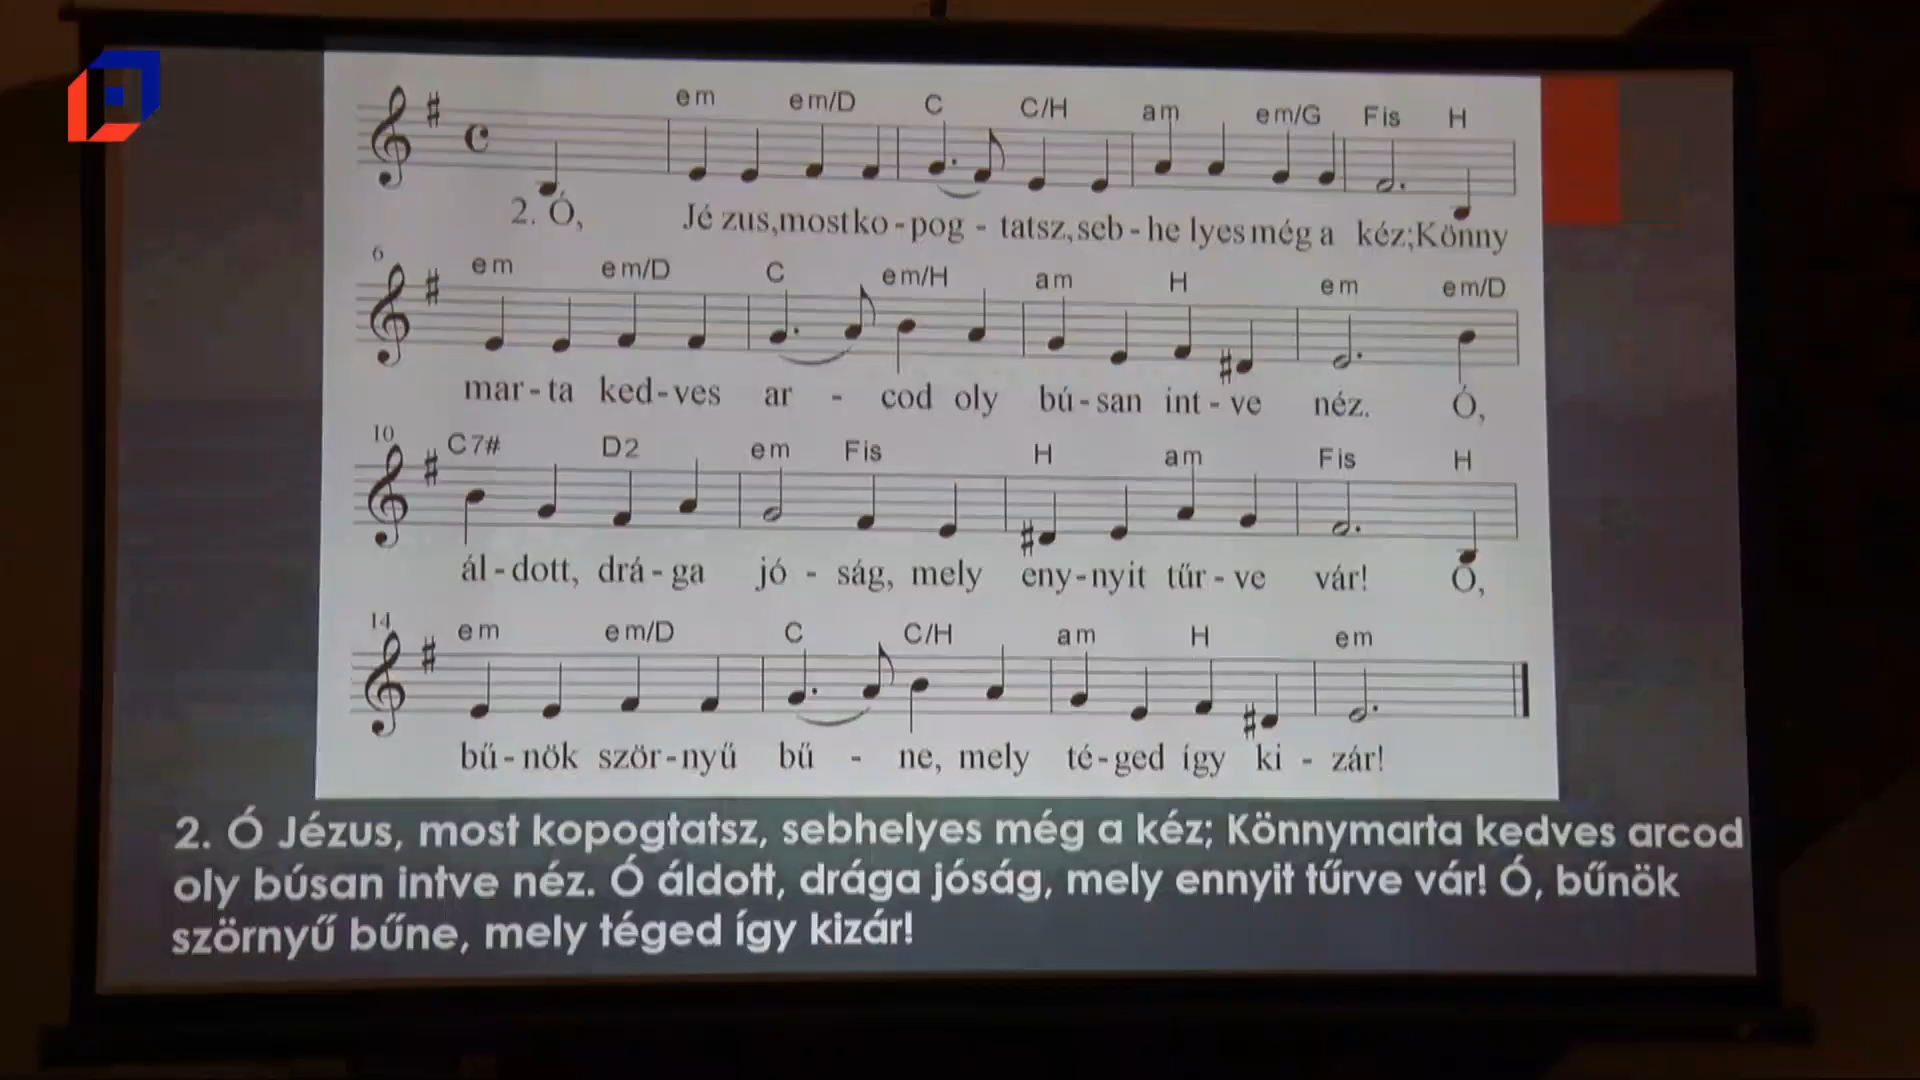 em em/D C C/H am em/G Fis H
2. Ó, Jé zus,most ko - pog - tatsz,seb - he lyes még a kéz;Könny
6
em em/D C em/H am H em em/D
mar - ta ked - ves ar - cod oly bú - san int - ve néz. Ó,
10
C7# D2 em Fis H am Fis H
ál - dott, drá - ga jó - ság, mely eny - nyit tűr - ve vár! Ó,
14
em em/D C C/H am H em
bű - nök ször - nyű bű - ne, mely té - ged így ki - zár!
2. Ó Jézus, most kopogtatsz, sebhelyes még a kéz; Könnymarta kedves arcod
oly búsan intve néz. Ó áldott, drága jóság, mely ennyit tűrve vár! Ó, bűnök
szörnyű bűne, mely téged így kizár!